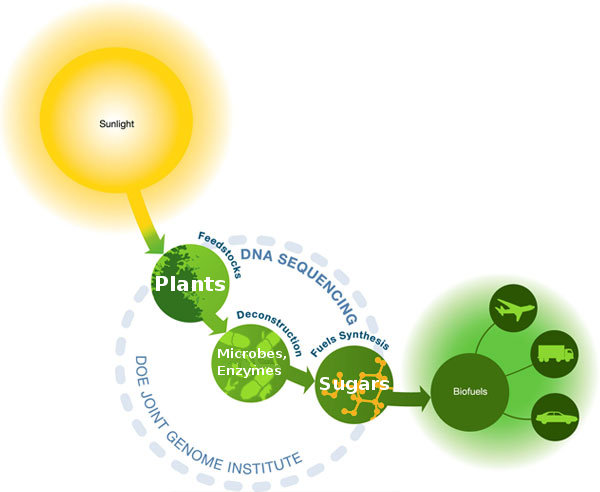 Sunlight
Feedstocks
DNA SEQUENCING
Plants
Deconstruction
Fuels Synthesis
Microbes,
Enzymes
Sugars
Biofuels
DOE JOINT GENOME INSTITUTE